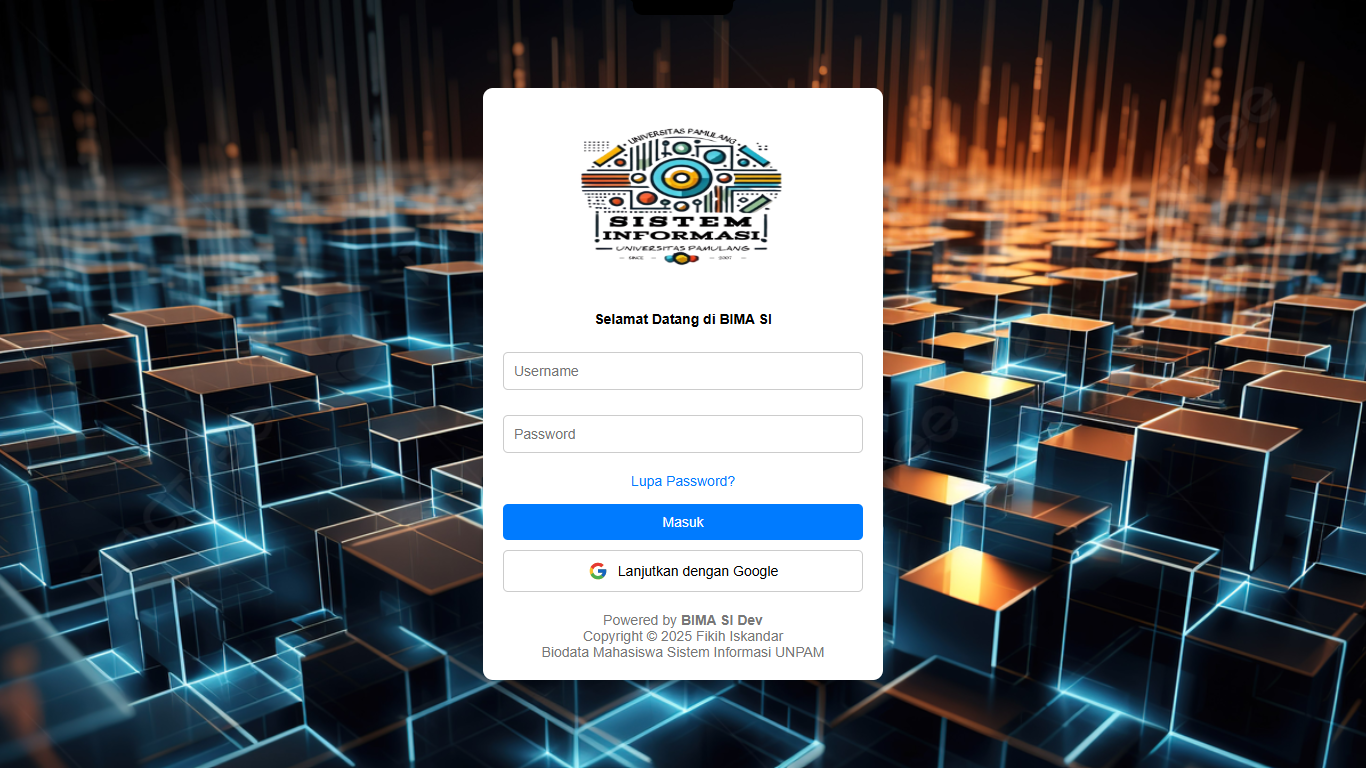 UNIVERSITAS PAMULANG
SISTEM
INFORMASI
UNIVERSITAS PAMULANG
SINCE 2007
Selamat Datang di BIMA SI
Username
Password
Lupa Password?
Masuk
Lanjutkan dengan Google
Powered by BIMA SI Dev
Copyright © 2025 Fikih Iskandar
Biodata Mahasiswa Sistem Informasi UNPAM